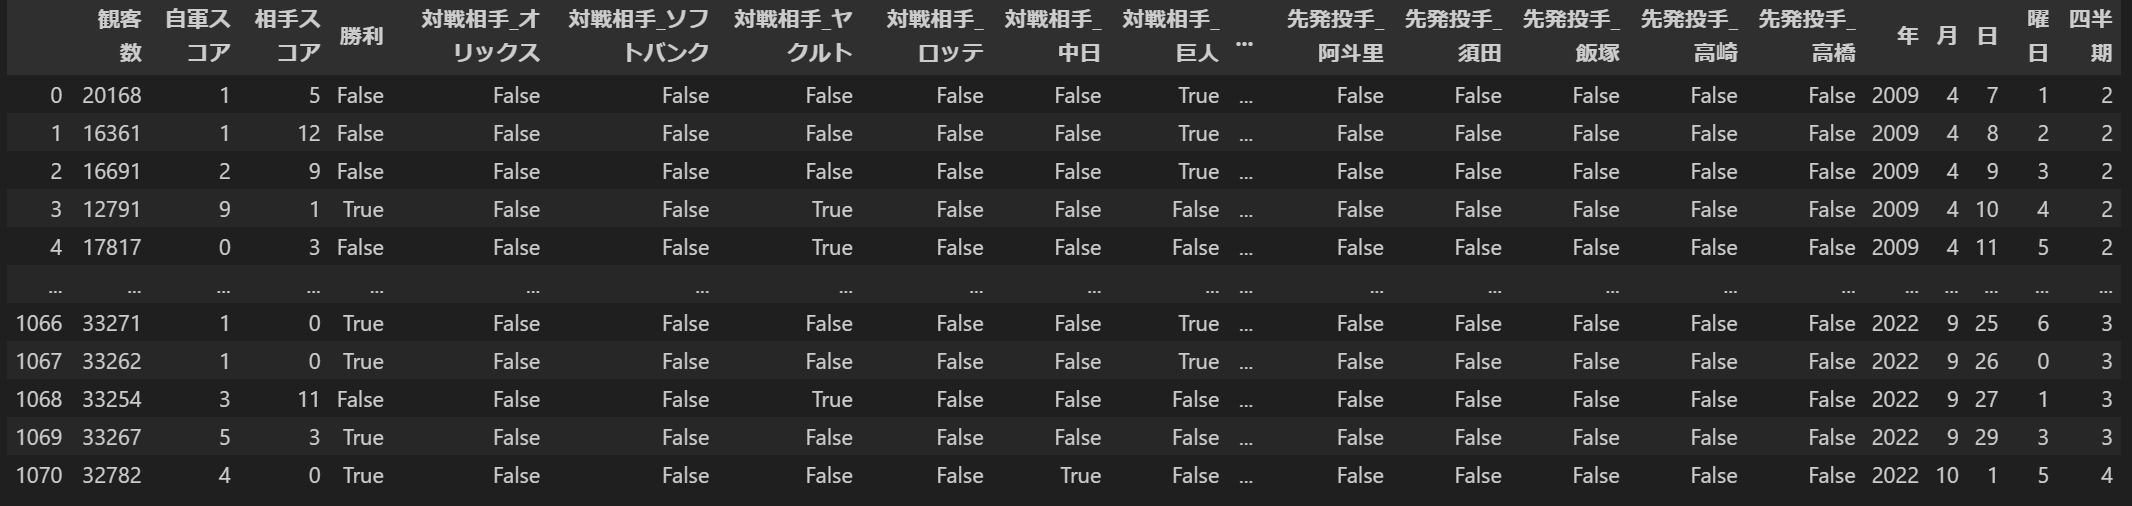 観客数 自軍スコア 相手スコア 勝利 対戦相手_オリックス 対戦相手_ソフトバンク 対戦相手_ヤクルト 対戦相手_ロッテ 対戦相手_中日 対戦相手_巨人 ... 先発投手_阿斗里 先発投手_須田 先発投手_飯塚 先発投手_高崎 先発投手_高橋 年 月 日 曜日 四半期
0 20168 1 5 False False False False False False True ... False False False False False 2009 4 7 1 2
1 16361 1 12 False False False False False False True ... False False False False False 2009 4 8 2 2
2 16691 2 9 False False False False False False True ... False False False False False 2009 4 9 3 2
3 12791 9 1 True False False True False False False ... False False False False False 2009 4 10 4 2
4 17817 0 3 False False False True False False False ... False False False False False 2009 4 11 5 2
... ... ... ... ... ... ... ... ... ... ... ... ... ... ... ... ... ... ... ... ... ...
1066 33271 1 0 True False False False False False True ... False False False False False 2022 9 25 6 3
1067 33262 1 0 True False False False False False True ... False False False False False 2022 9 26 0 3
1068 33254 3 11 False False False True False False False ... False False False False False 2022 9 27 1 3
1069 33267 5 3 True False False False False False False ... False False False False False 2022 9 29 3 3
1070 32782 4 0 True False False False False True False ... False False False False False 2022 10 1 5 4